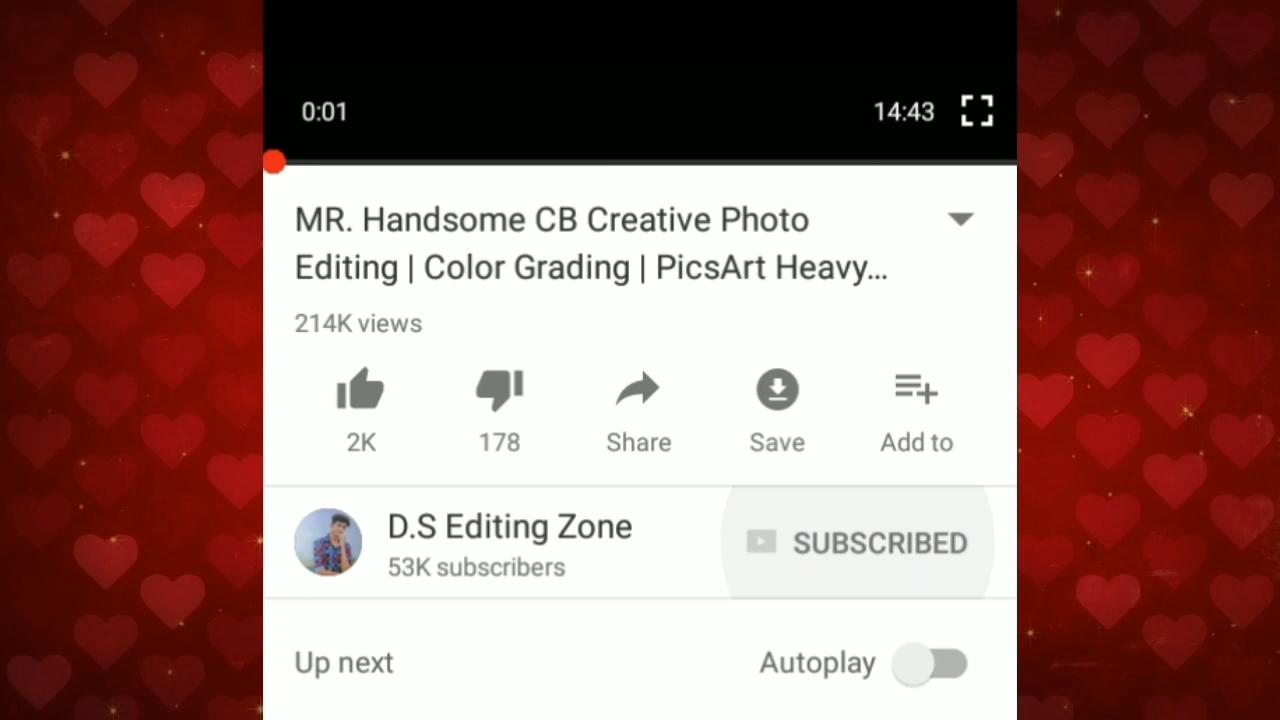 0:01 14:43
MR. Handsome CB Creative Photo
Editing | Color Grading | PicsArt Heavy...
214K views
2K 178 Share Save Add to
D.S Editing Zone
53K subscribers
SUBSCRIBED
Up next Autoplay